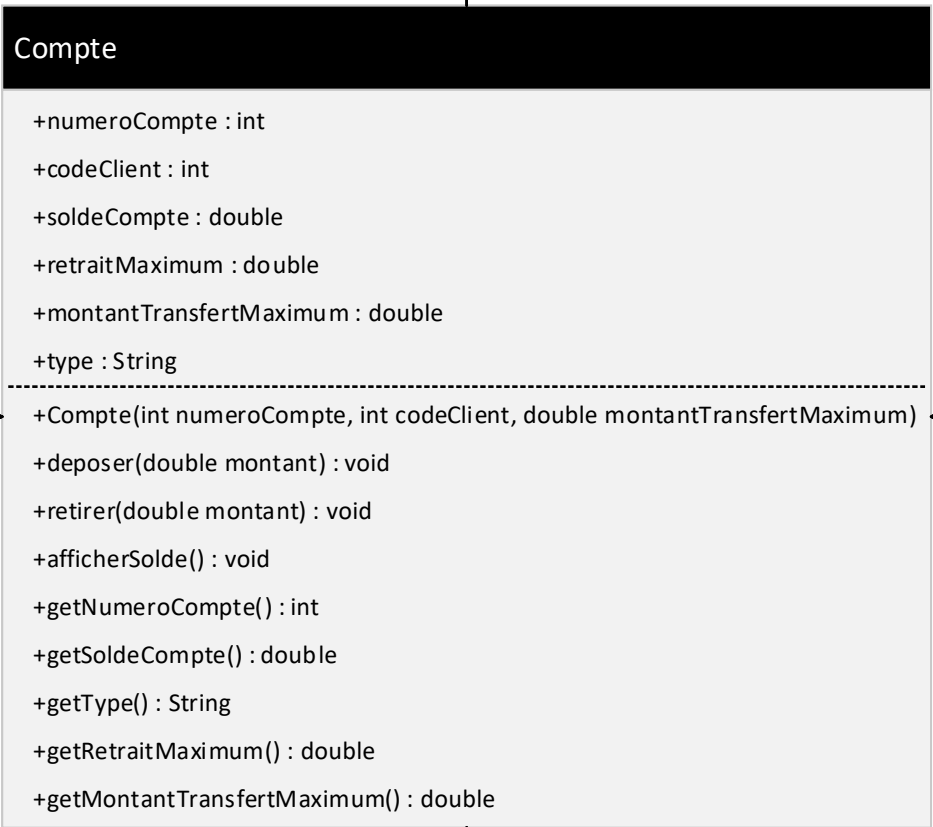 Compte
+numeroCompte : int
+codeClient : int
+soldeCompte : double
+retraitMaximum : double
+montantTransfertMaximum : double
+type : String
+Compte(int numeroCompte, int codeClient, double montantTransfertMaximum)
+deposer(double montant) : void
+retirer(double montant) : void
+afficherSolde() : void
+getNumeroCompte() : int
+getSoldeCompte() : double
+getType() : String
+getRetraitMaximum() : double
+getMontantTransfertMaximum() : double